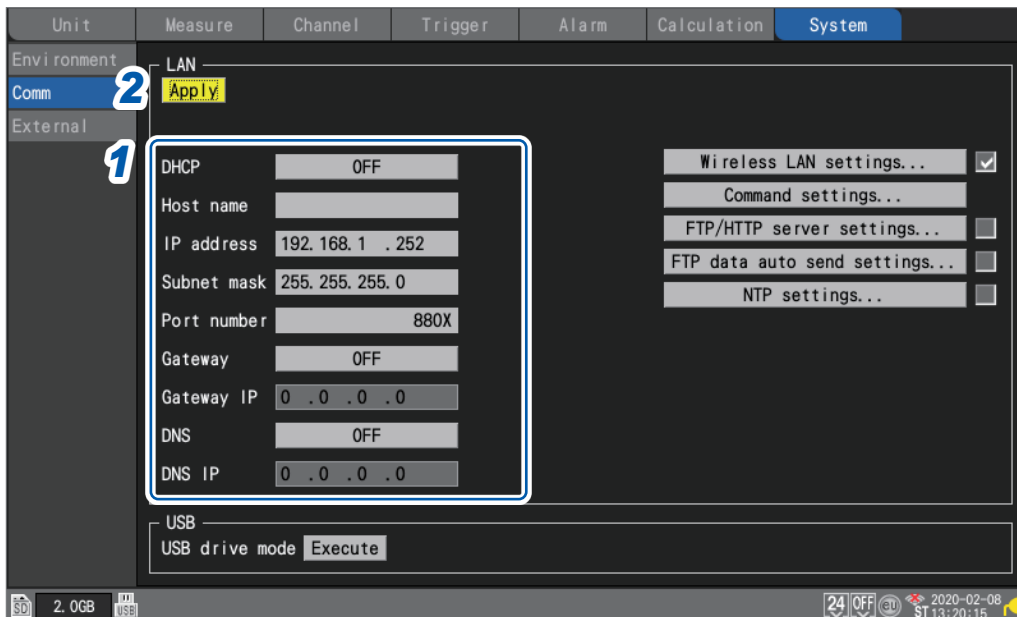 Unit Measure Channel Trigger Alarm Calculation System
Environment
Comm
External
2
1
LAN
Apply
DHCP OFF
Host name
IP address 192.168.1 .252
Subnet mask 255.255.255.0
Port number 880X
Gateway OFF
Gateway IP 0 .0 .0 .0
DNS OFF
DNS IP 0 .0 .0 .0
Wireless LAN settings...
Command settings...
FTP/HTTP server settings...
FTP data auto send settings...
NTP settings...
USB
USB drive mode Execute
SD 2.0GB USB
24 OFF eu ST 2020-02-08
13:20:15